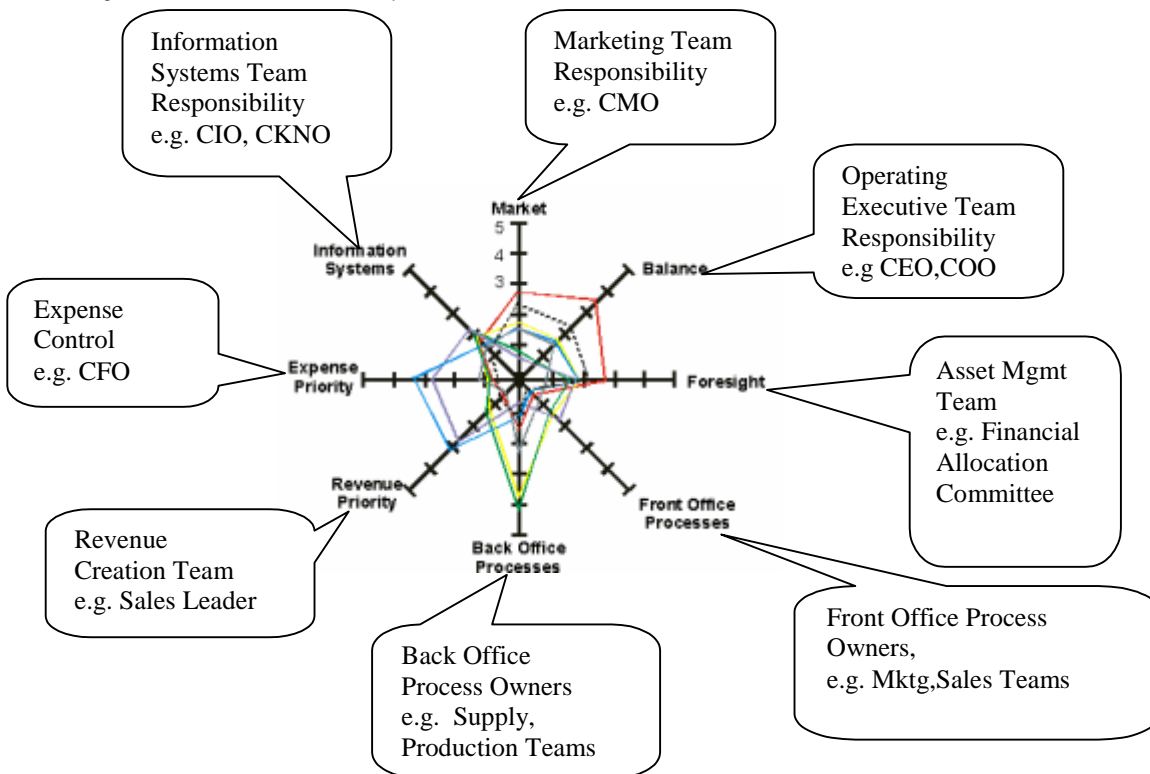 Information
Systems Team
Responsibility
e.g. CIO, CKNO
Marketing Team
Responsibility
e.g. CMO
Operating
Executive Team
Responsibility
e.g CEO,COO
Expense
Control
e.g. CFO
Market
5
4
3
Information
Systems
Balance
Expense
Priority
Foresight
Asset Mgmt
Team
e.g. Financial
Allocation
Committee
Revenue
Priority
Front Office
Processes
Back Office
Processes
Revenue
Creation Team
e.g. Sales Leader
Back Office
Process Owners
e.g. Supply,
Production Teams
Front Office Process
Owners,
e.g. Mktg,Sales Teams